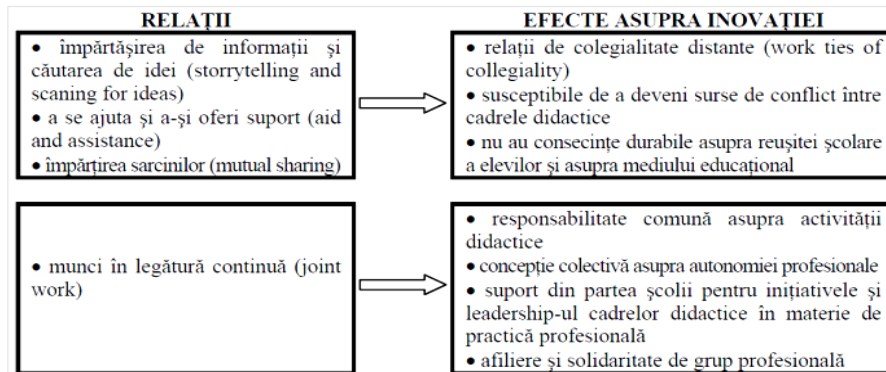 RELAȚII
EFECTE ASUPRA INOVAȚIEI
• împărtășirea de informații și
căutarea de idei (storrytelling and
scaning for ideas)
• a se ajuta și a-și oferi suport (aid
and assistance)
• împărțirea sarcinilor (mutual sharing)
• relații de colegialitate distante (work ties of
collegiality)
• susceptibile de a deveni surse de conflict între
cadrele didactice
• nu au consecințe durabile asupra reușitei școlare
a elevilor și asupra mediului educațional
• munci în legătură continuă (joint
work)
• responsabilitate comună asupra activității
didactice
• concepție colectivă asupra autonomiei profesionale
• suport din partea școlii pentru inițiativele și
leadership-ul cadrelor didactice în materie de
practică profesională
• afiliere și solidaritate de grup profesională